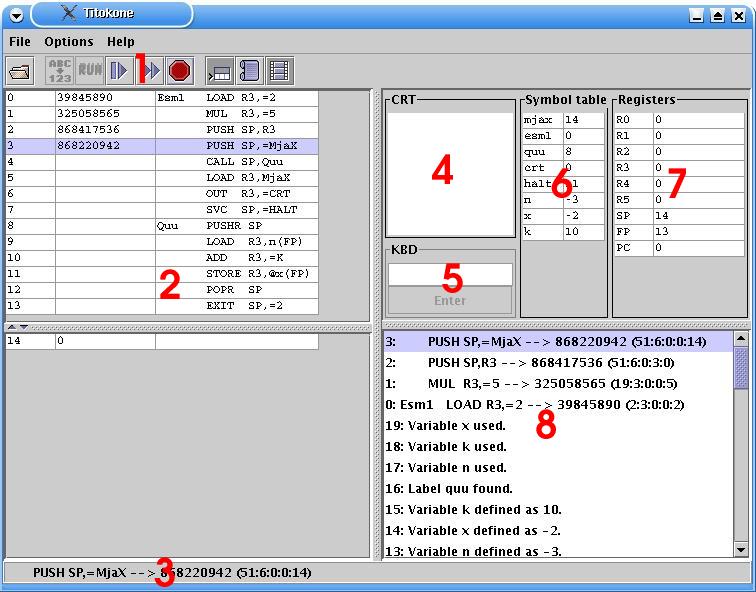 Titokone
File Options Help
ABC 123 RUN 1
0 39845890 Esml LOAD R3,=2
1 325058565 MUL R3,=5
2 868417536 PUSH SP,R3
3 868220942 PUSH SP,=MjaX
4 CALL SP,Quu
5 LOAD R3,MjaX
6 OUT R3,=CRT
7 SVC SP,=HALT
8 Quu PUSHR SP
9 LOAD R3,n(FP)
10 ADD R3,=K
11 STORE R3,@x(FP)
12 POPR SP
13 EXIT SP,=2
2
14 0
CRT
4
KBD
5
Enter
Symbol table
mjax 14
esml 0
quu 8
crt 0
halt 11
n -3
x -2
k 10
6
Registers
R0 0
R1 0
R2 0
R3 0
R4 0
R5 0
SP 14
FP 13
PC 0
7
3: PUSH SP,=MjaX --> 868220942 (51:6:0:0:14)
2: PUSH SP,R3 --> 868417536 (51:6:0:3:0)
1: MUL R3,=5 --> 325058565 (19:3:0:0:5)
0: Esm1 LOAD R3,=2 --> 39845890 (2:3:0:0:2)
19: Variable x used.
18: Variable k used.
17: Variable n used.
16: Label quu found.
15: Variable k defined as 10.
14: Variable x defined as -2.
13: Variable n defined as -3.
8
PUSH SP,=MjaX --> 868220942 (51:6:0:0:14)
3